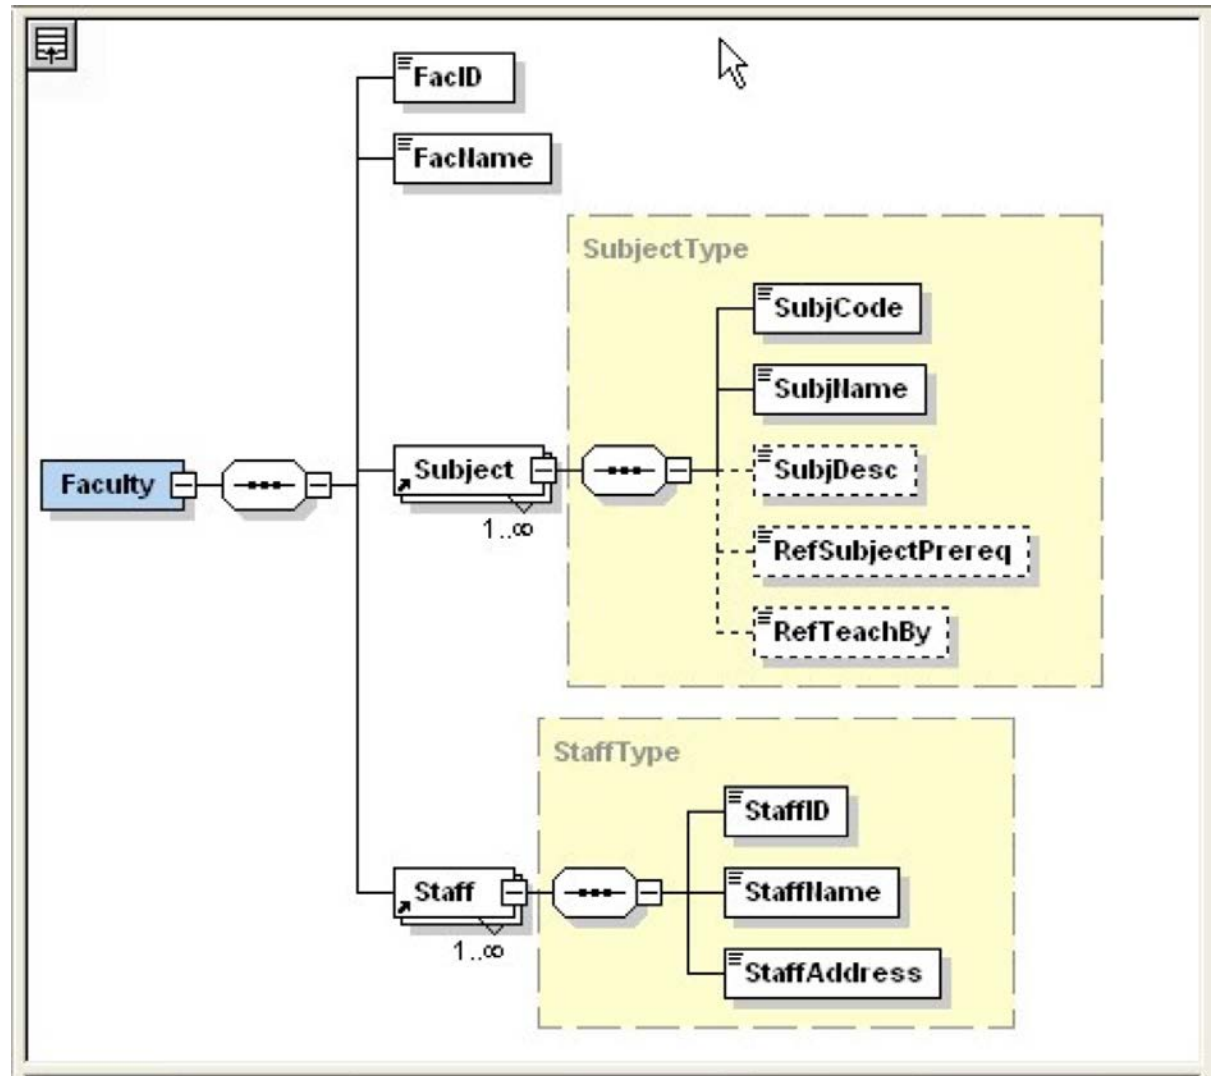 FacID
FacName
SubjectType
SubjCode
SubjName
Faculty
Subject
SubjDesc
1..∞
RefSubjectPrereq
RefTeachBy
StaffType
StaffID
Staff
StaffName
1..∞
StaffAddress